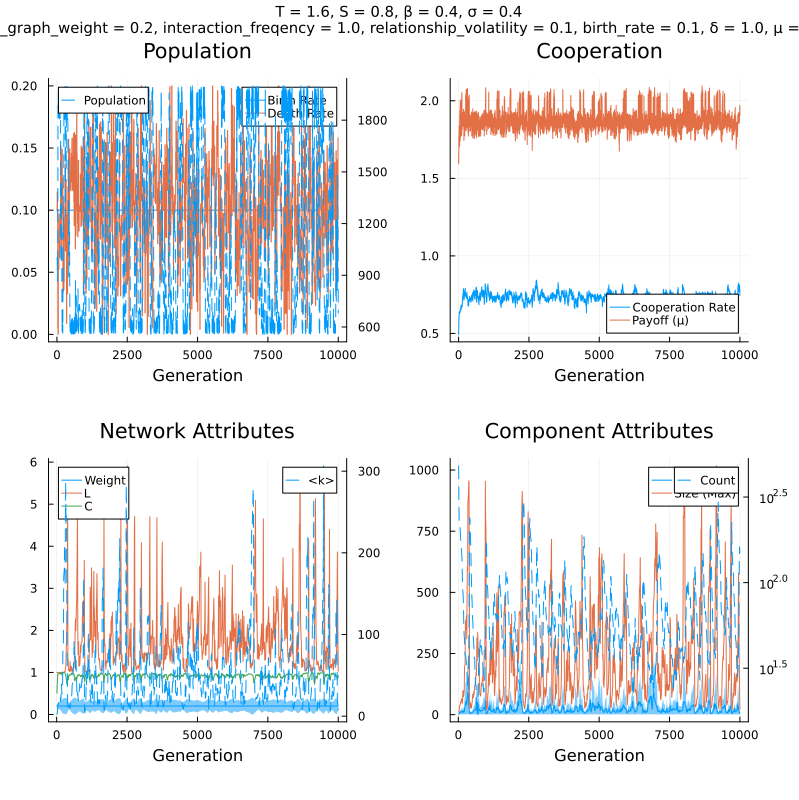 T = 1.6, S = 0.8, β = 0.4, σ = 0.4
_graph_weight = 0.2, interaction_freqency = 1.0, relationship_volatility = 0.1, birth_rate = 0.1, δ = 1.0, μ =
Population
Cooperation
0.20
0.15
0.10
0.05
0.00
Population
Birth Rate
Death Rate
1800
1500
1200
900
600
0
2500
5000
7500
10000
Generation
2.0
1.5
1.0
0.5
Cooperation Rate
Payoff (μ)
0
2500
5000
7500
10000
Generation
Network Attributes
Component Attributes
6
5
4
3
2
1
0
Weight
L
C
<k>
300
200
100
0
0
2500
5000
7500
10000
Generation
1000
750
500
250
0
Count
Size (Max)
10^2.5
10^2.0
10^1.5
0
2500
5000
7500
10000
Generation